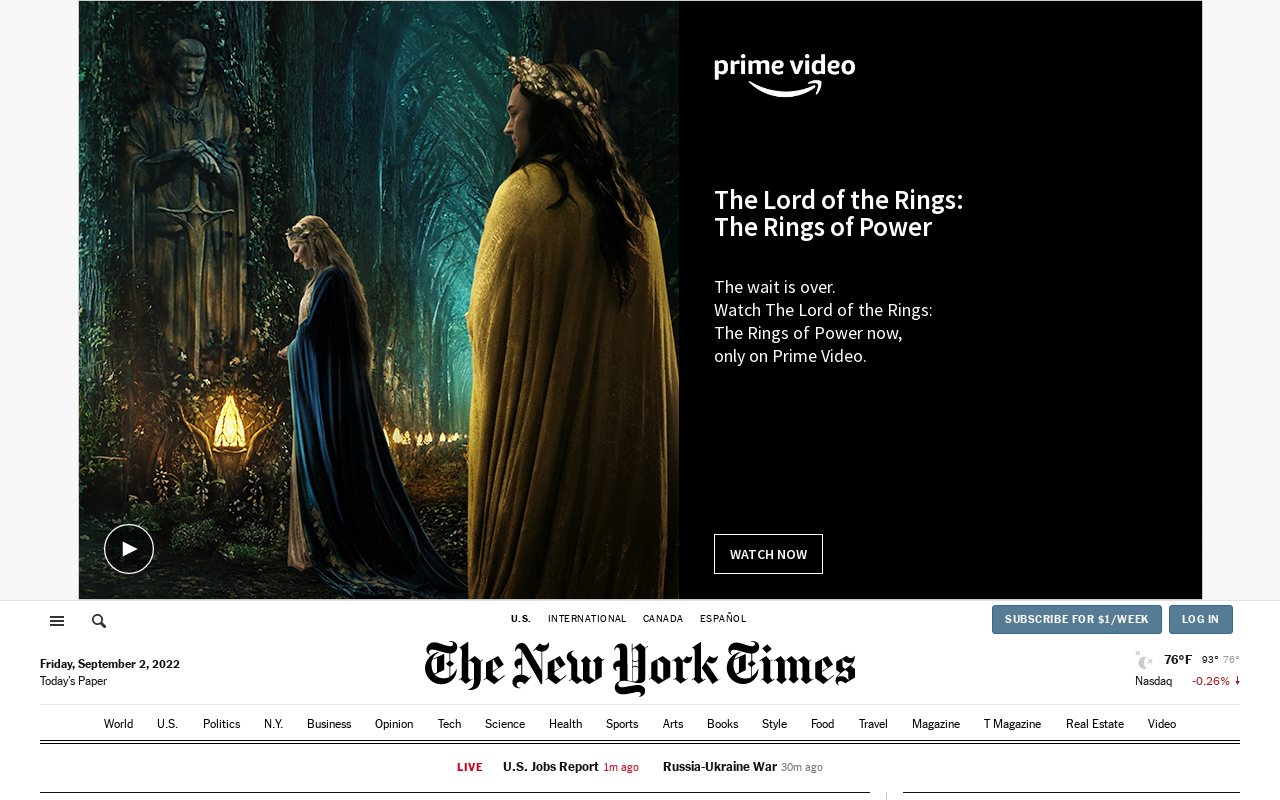 prime video
The Lord of the Rings:
The Rings of Power
The wait is over.
Watch The Lord of the Rings:
The Rings of Power now,
only on Prime Video.
WATCH NOW
U.S. INTERNATIONAL CANADA ESPAÑOL
SUBSCRIBE FOR $1/WEEK LOG IN
Friday, September 2, 2022
Today's Paper
The New York Times
76°F 93° 76°
Nasdaq -0.26%
World U.S. Politics N.Y. Business Opinion Tech Science Health Sports Arts Books Style Food Travel Magazine T Magazine Real Estate Video
LIVE U.S. Jobs Report 1m ago Russia-Ukraine War 30m ago